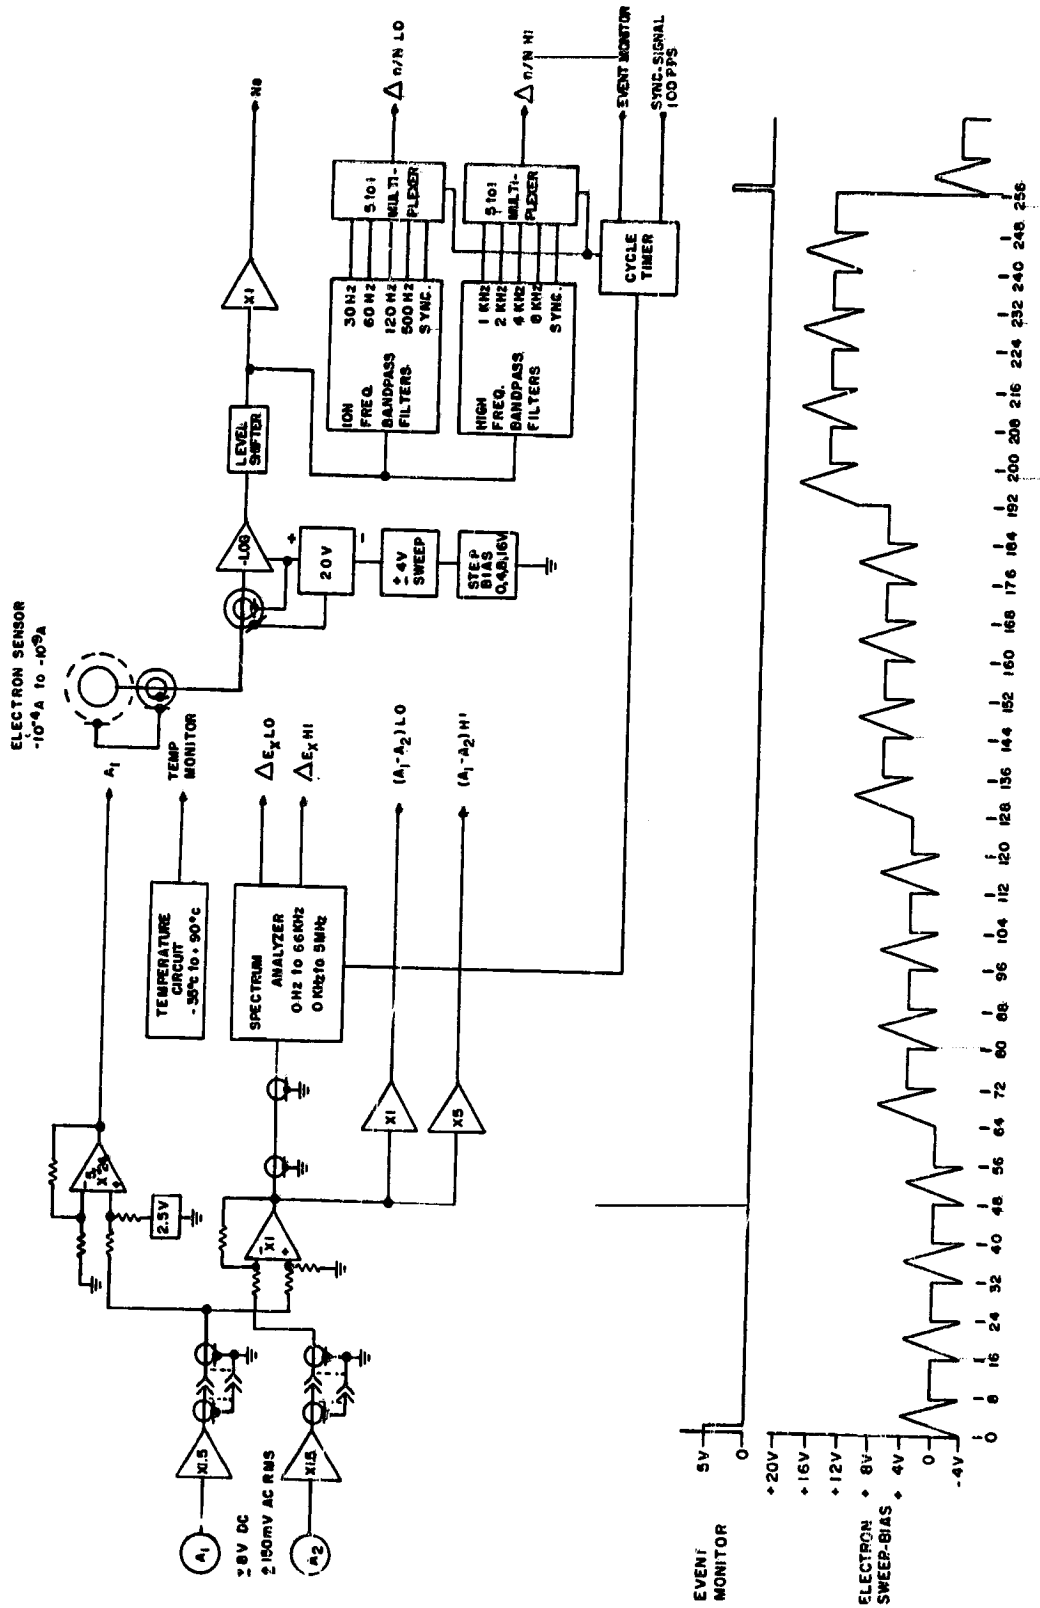 ELECTRON SENSOR
-10⁻⁴A to -10⁻⁹A
A₁
TEMP
MONITOR
TEMPERATURE
CIRCUIT
-35°C to + 90°C
ΔEₓ LO
ΔEₓ HI
SPECTRUM
ANALYZER
0 Hz to 66KHz
0 KHz to 5MHz
(A₁-A₂) LO
(A₁-A₂) HI
X1
X5
2.5V
-
+
-
X1
+
X1.5
X1.5
A₁
±8V DC
±150mV AC RMS
A₂
-LOG
+
20V
-
± 4V
SWEEP
STEP
BIAS
0,4,8,16V
LEVEL
SHIFTER
X1
ION
FREQ.
BANDPASS
FILTERS
30 HZ
60 HZ
120 HZ
500 HZ
SYNC.
5 to 1
MULTI-
PLEXER
Δ n/N LO
HIGH
FREQ.
BANDPASS
FILTERS
1 KHZ
2 KHZ
4 KHZ
8 KHZ
SYNC.
5 to 1
MULTI-
PLEXER
Δ n/N HI
CYCLE
TIMER
EVENT MONITOR
SYNC-SIGNAL
100 PPS
EVENT
MONITOR
5V
0
ELECTRON
SWEEP-BIAS
+20V
+16V
+12V
+ 8V
+ 4V
0
-4V
0
8
16
24
32
40
48
56
64
72
80
88
96
104
112
120
128
136
144
152
160
168
176
184
192
200
208
216
224
232
240
248
256